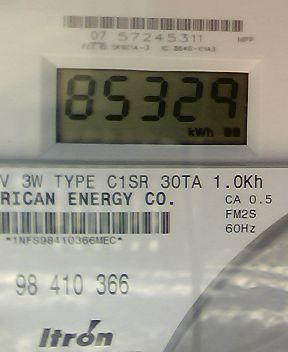 07 57245311
85329
kWh
V 3W TYPE C1SR 30TA 1.0Kh
RICAN ENERGY CO.
CA 0.5
FM2S
60Hz
*1NFS98410366MEC*
98 410 366
Itrón